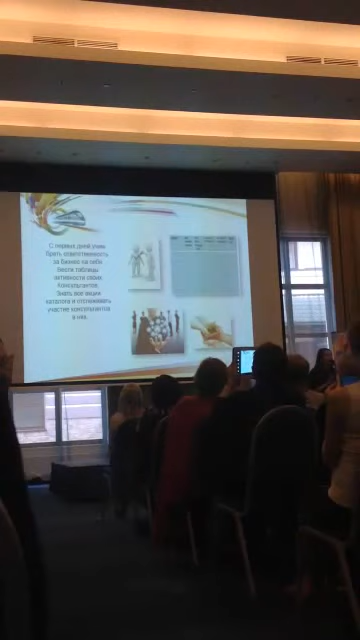 С первых дней учим
брать ответственность
за Бизнес на себя
Ввели таблицы
активности своих
Консультантов.
Знать все акции
каталога и отслеживать
участие консультантов
в них.